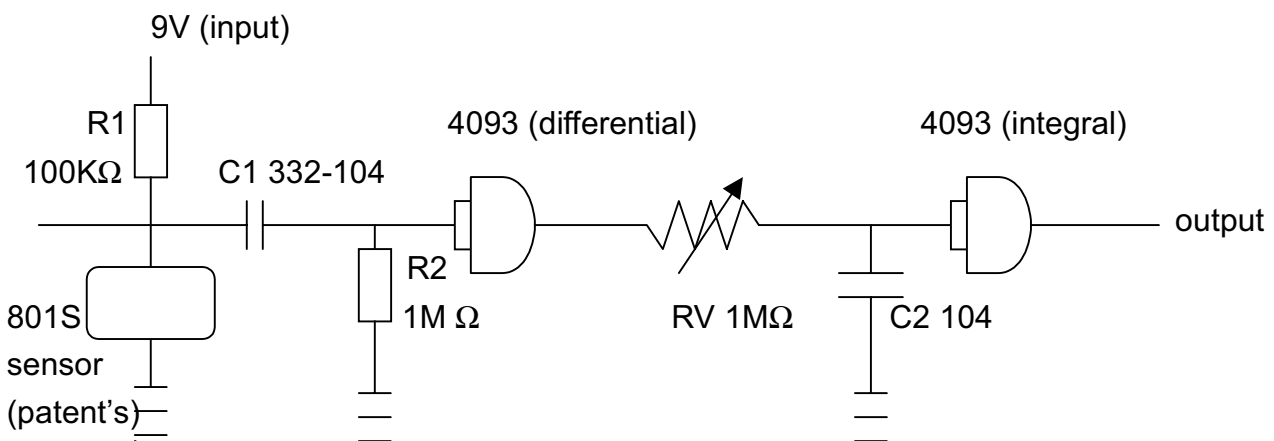 9V (input)
R1
100KΩ
C1 332-104
4093 (differential)
4093 (integral)
output
R2
1M Ω
RV 1MΩ
C2 104
801S
sensor
(patent's)